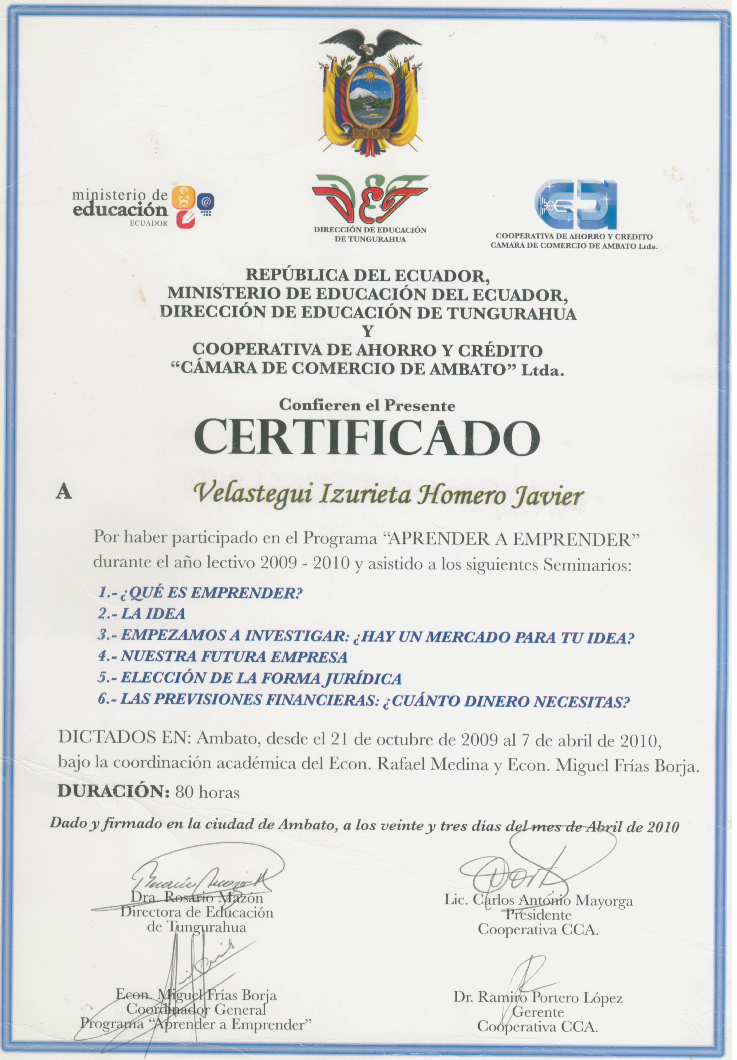 ministerio de
educación
ECUADOR
DIRECCIÓN DE EDUCACIÓN
DE TUNGURAHUA
COOPERATIVA DE AHORRO Y CREDITO
CAMARA DE COMERCIO DE AMBATO Ltda.
REPÚBLICA DEL ECUADOR,
MINISTERIO DE EDUCACIÓN DEL ECUADOR,
DIRECCIÓN DE EDUCACIÓN DE TUNGURAHUA
Y
COOPERATIVA DE AHORRO Y CRÉDITO
“CÁMARA DE COMERCIO DE AMBATO” Ltda.
Confieren el Presente
CERTIFICADO
A Velastegui Izurieta Homero Javier
Por haber participado en el Programa “APRENDER A EMPRENDER”
durante el año lectivo 2009 - 2010 y asistido a los siguientes Seminarios:
1.- ¿QUÉ ES EMPRENDER?
2.- LA IDEA
3.- EMPEZAMOS A INVESTIGAR: ¿HAY UN MERCADO PARA TU IDEA?
4.- NUESTRA FUTURA EMPRESA
5.- ELECCIÓN DE LA FORMA JURÍDICA
6.- LAS PREVISIONES FINANCIERAS: ¿CUÁNTO DINERO NECESITAS?
DICTADOS EN: Ambato, desde el 21 de octubre de 2009 al 7 de abril de 2010,
bajo la coordinación académica del Econ. Rafael Medina y Econ. Miguel Frías Borja.
DURACIÓN: 80 horas
Dado y firmado en la ciudad de Ambato, a los veinte y tres días del mes de Abril de 2010
Dra. Rosario Mazón
Directora de Educación
de Tungurahua
Lic. Carlos Antonio Mayorga
Presidente
Cooperativa CCA.
Econ. Miguel Frías Borja
Coordinador General
Programa “Aprender a Emprender”
Dr. Ramiro Portero López
Gerente
Cooperativa CCA.